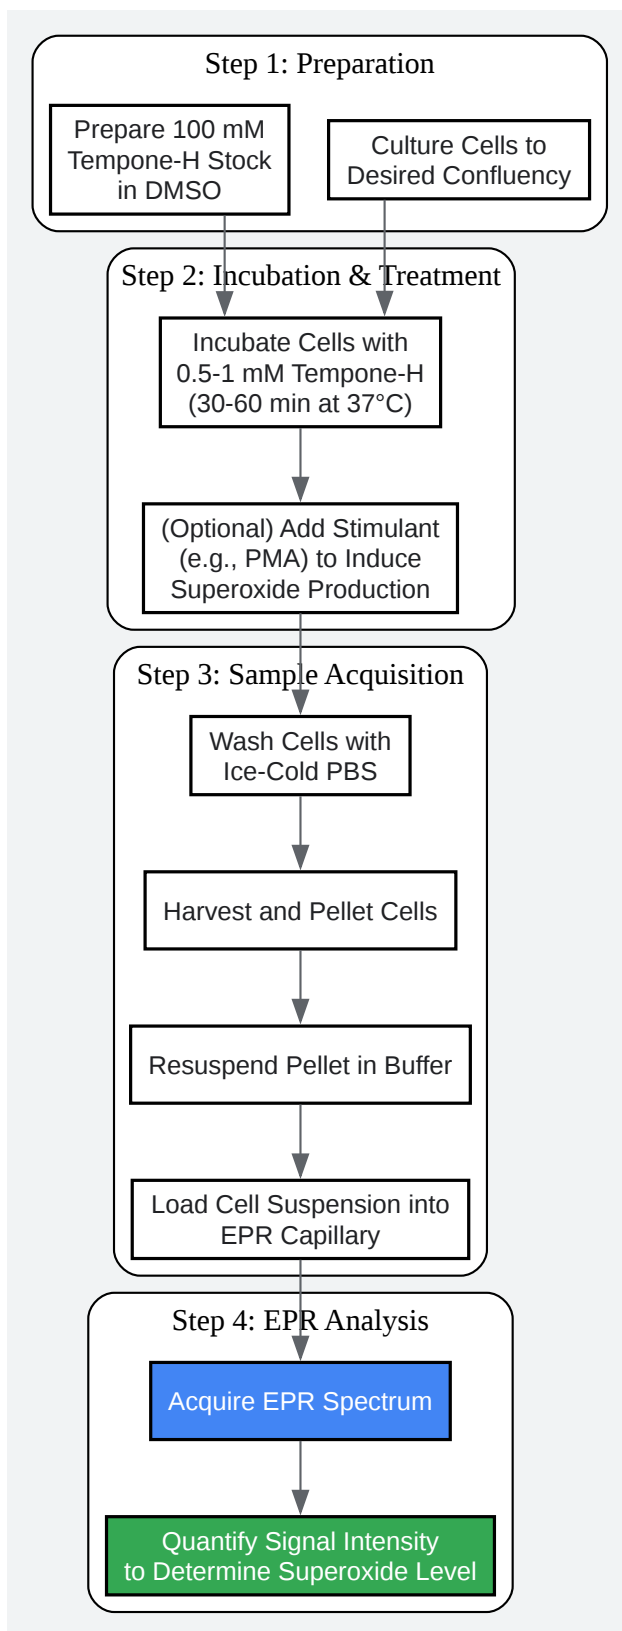 Step 1: Preparation
Prepare 100 mM
Tempone-H Stock
in DMSO
Culture Cells to
Desired Confluency
Step 2: Incubation & Treatment
Incubate Cells with
0.5-1 mM Tempone-H
(30-60 min at 37°C)
(Optional) Add Stimulant
(e.g., PMA) to Induce
Superoxide Production
Step 3: Sample Acquisition
Wash Cells with
Ice-Cold PBS
Harvest and Pellet Cells
Resuspend Pellet in Buffer
Load Cell Suspension into
EPR Capillary
Step 4: EPR Analysis
Acquire EPR Spectrum
Quantify Signal Intensity
to Determine Superoxide Level